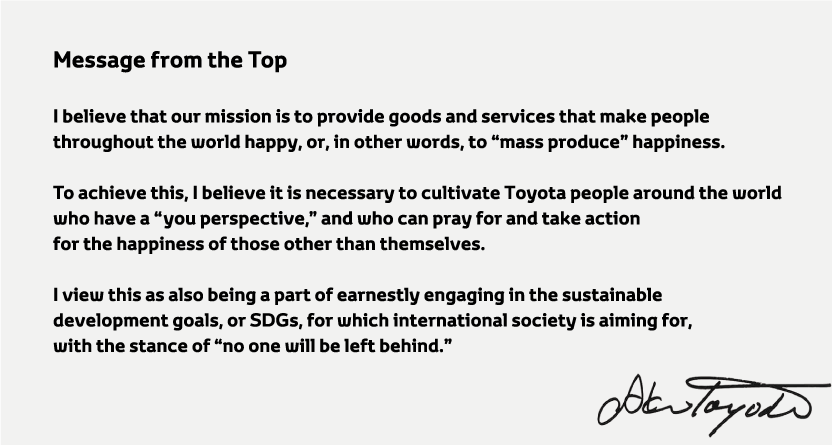 Message from the Top
I believe that our mission is to provide goods and services that make people
throughout the world happy, or, in other words, to “mass produce” happiness.
To achieve this, I believe it is necessary to cultivate Toyota people around the world
who have a “you perspective,” and who can pray for and take action
for the happiness of those other than themselves.
I view this as also being a part of earnestly engaging in the sustainable
development goals, or SDGs, for which international society is aiming for,
with the stance of “no one will be left behind.”
Akio Toyoda